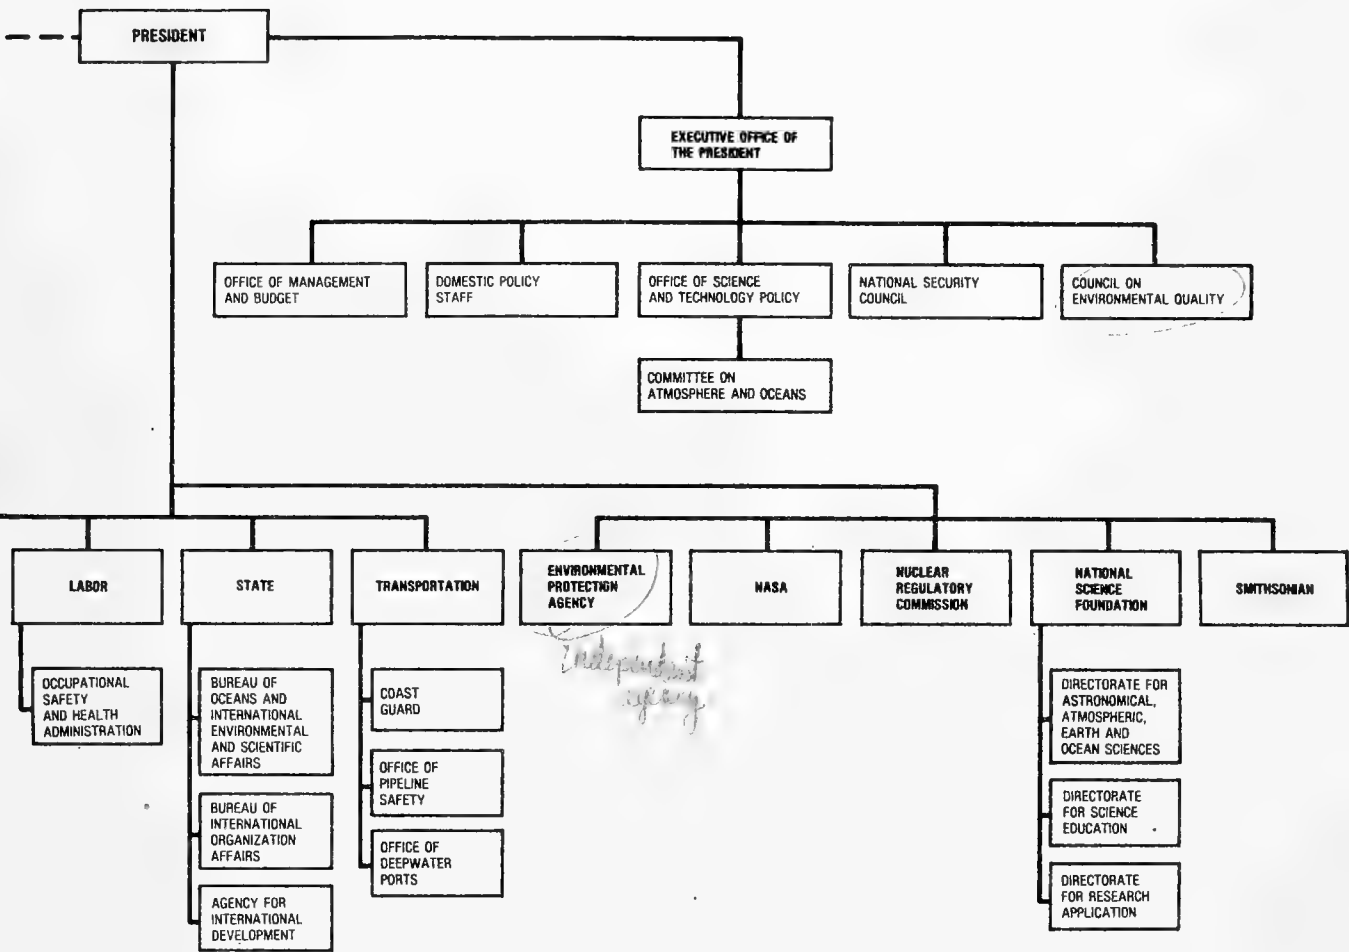 PRESIDENT
EXECUTIVE OFFICE OF
THE PRESIDENT
OFFICE OF MANAGEMENT
AND BUDGET
DOMESTIC POLICY
STAFF
OFFICE OF SCIENCE
AND TECHNOLOGY POLICY
NATIONAL SECURITY
COUNCIL
COUNCIL ON
ENVIRONMENTAL QUALITY
COMMITTEE ON
ATMOSPHERE AND OCEANS
LABOR
STATE
TRANSPORTATION
ENVIRONMENTAL
PROTECTION
AGENCY
NASA
NUCLEAR
REGULATORY
COMMISSION
NATIONAL
SCIENCE
FOUNDATION
SMITHSONIAN
Independent
agency
OCCUPATIONAL
SAFETY
AND HEALTH
ADMINISTRATION
BUREAU OF
OCEANS AND
INTERNATIONAL
ENVIRONMENTAL
AND SCIENTIFIC
AFFAIRS
BUREAU OF
INTERNATIONAL
ORGANIZATION
AFFAIRS
AGENCY FOR
INTERNATIONAL
DEVELOPMENT
COAST
GUARD
OFFICE OF
PIPELINE
SAFETY
OFFICE OF
DEEPWATER
PORTS
DIRECTORATE FOR
ASTRONOMICAL,
ATMOSPHERIC,
EARTH AND
OCEAN SCIENCES
DIRECTORATE
FOR SCIENCE
EDUCATION
DIRECTORATE
FOR RESEARCH
APPLICATION